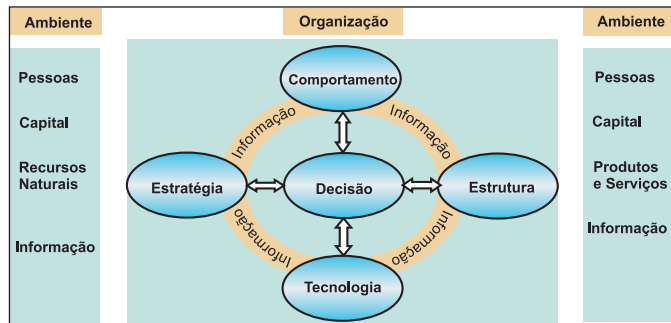 Ambiente
Organização
Ambiente
Pessoas
Capital
Recursos
Naturais
Informação
Comportamento
Informação
Informação
Estratégia
Decisão
Estrutura
Informação
Informação
Tecnologia
Pessoas
Capital
Produtos
e Serviços
Informação